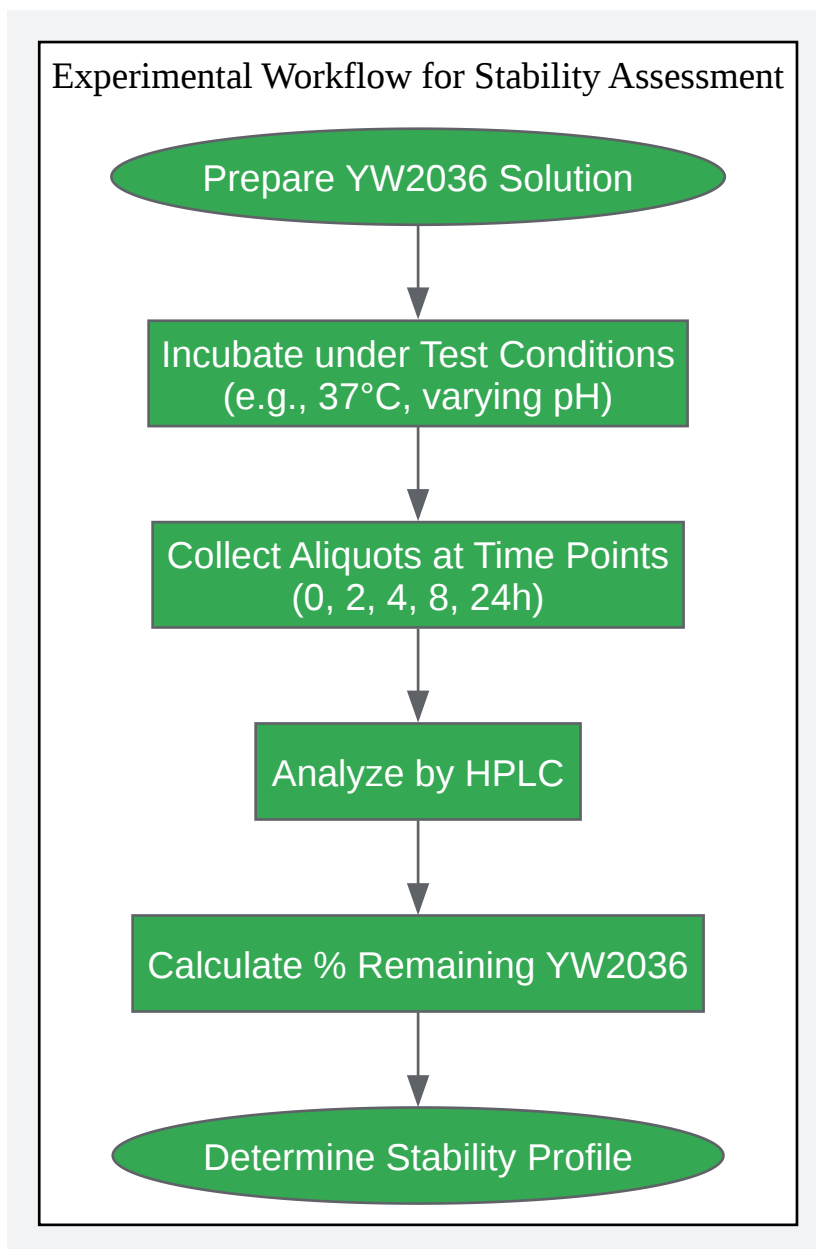 Experimental Workflow for Stability Assessment
Prepare YW2036 Solution
Incubate under Test Conditions
(e.g., 37°C, varying pH)
Collect Aliquots at Time Points
(0, 2, 4, 8, 24h)
Analyze by HPLC
Calculate % Remaining YW2036
Determine Stability Profile